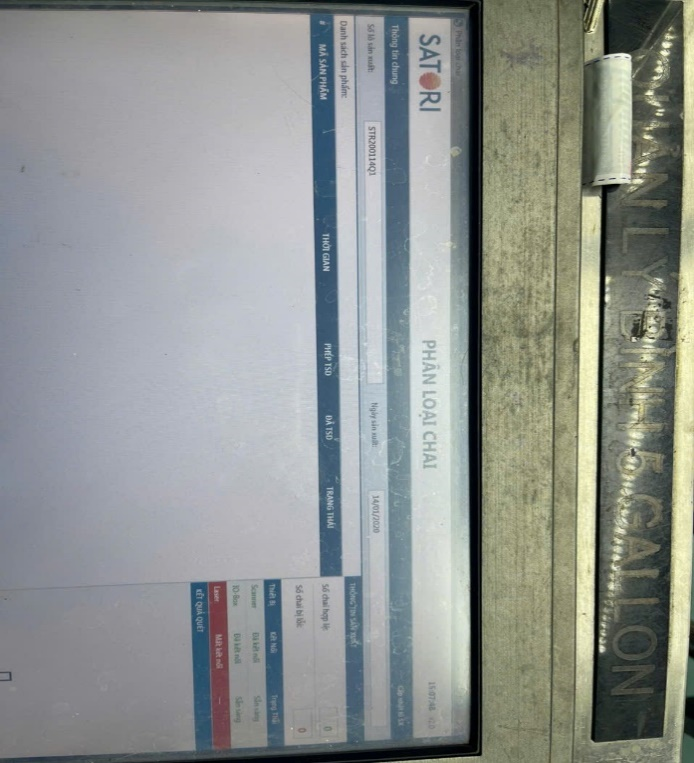 QUẢN LÝ BÌNH 5 GALLON
SATORI
PHÂN LOẠI CHAI
15:07:48
Thông tin chung
Số lô sản xuất:
STR200114Q1
Ngày sản xuất:
14/01/2020
Danh sách sản phẩm:
# MÃ SẢN PHẨM THỜI GIAN PHÉP TSD ĐÃ TSD TRẠNG THÁI
THÔNG TIN SẢN XUẤT
Số chai hợp lệ: 0
Số chai bị lỗi: 0
Thiết Bị Kết Nối Trạng Thái
Scanner Đã kết nối Sẵn sàng
IO-Box Đã kết nối Sẵn sàng
Laser Mất kết nối
KẾT QUẢ QUÉT